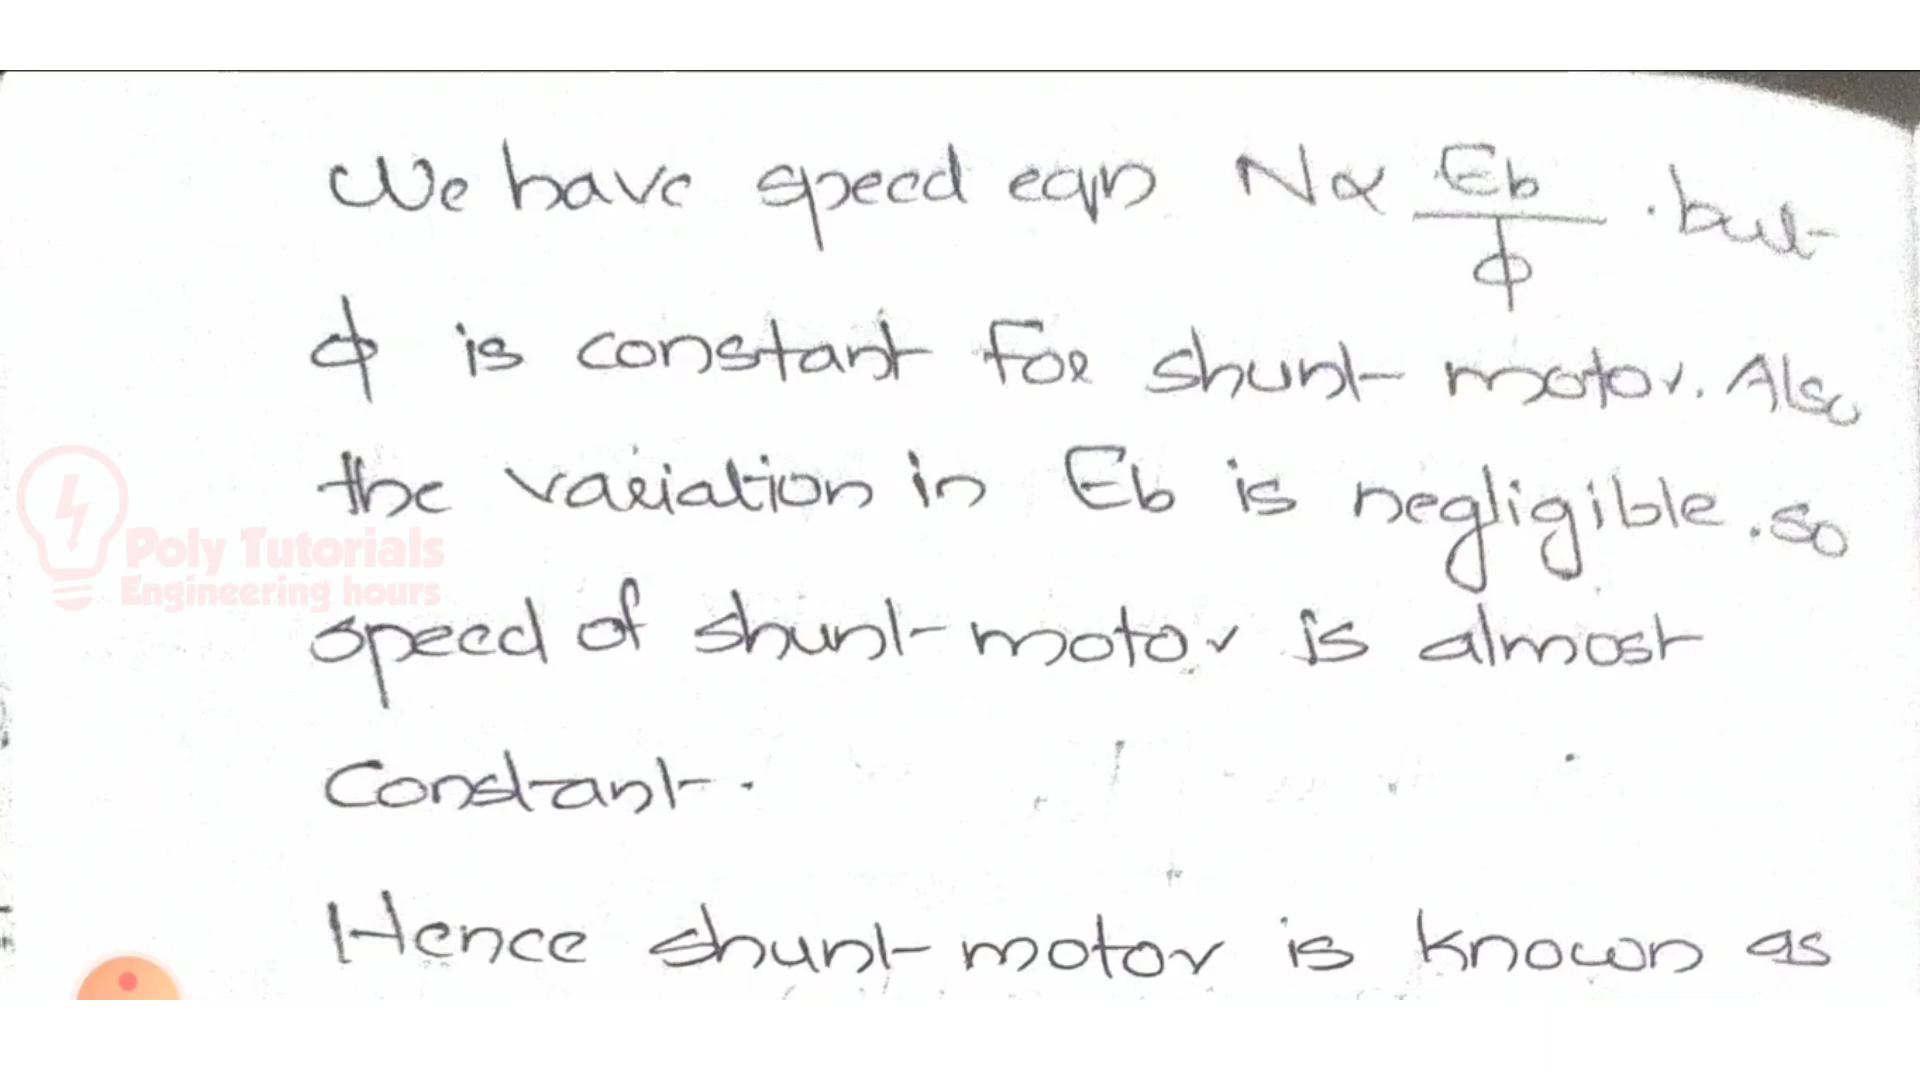 We have speed eqn N∝ Eb/ϕ . but
ϕ is constant For shunt motor. Also
the variation in Eb is negligible. so
Poly Tutorials
Engineering hours
speed of shunt motor is almost
Constant.
Hence shunt motor is known as